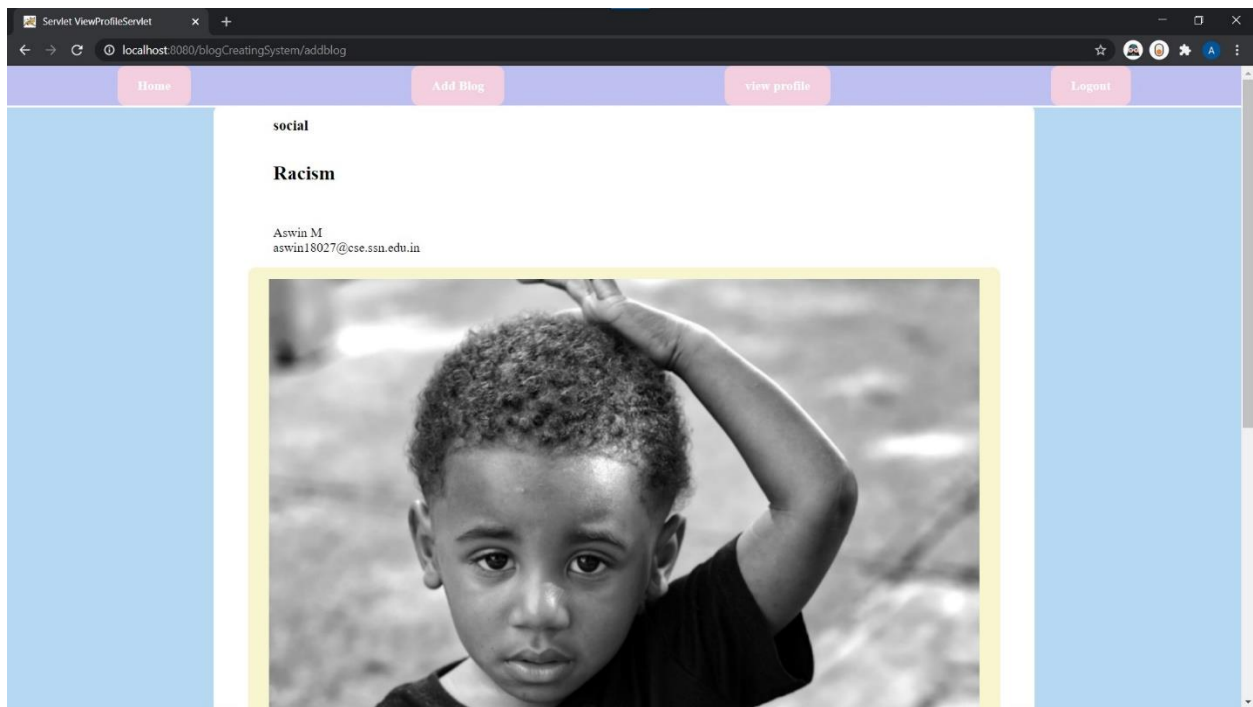 Servlet ViewProfileServlet
localhost:8080/blogCreatingSystem/addblog
A
Home Add Blog view profile Logout
social
Racism
Aswin M
aswin18027@cse.ssn.edu.in